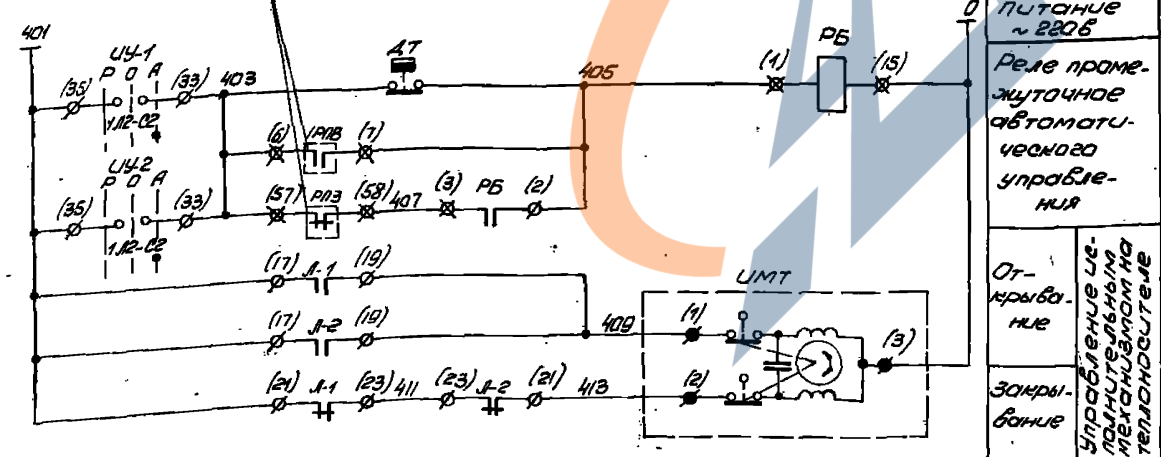 401
0
питание
~ 220в
ИУ-1
ДТ
РБ
Р О А
(35)
(33)
403
405
(1)
(15)
Реле проме-
жуточное
автомати-
ческого
управле-
ния
1Л2-С2
(6)
РПВ
(7)
ИУ-2
Р О А
(35)
(33)
(57)
РПЗ
(58)
407
(3)
РБ
(2)
1Л2-С2
(17)
Л-1
(19)
ИМТ
От-
крыва-
ние
Управление ис-
полнительным
механизмом на
теплоносителе
(17)
Л-2
(19)
409
(1)
(3)
(21)
Л-1
(23)
411
(23)
Л-2
(21)
413
(2)
Закры-
вание